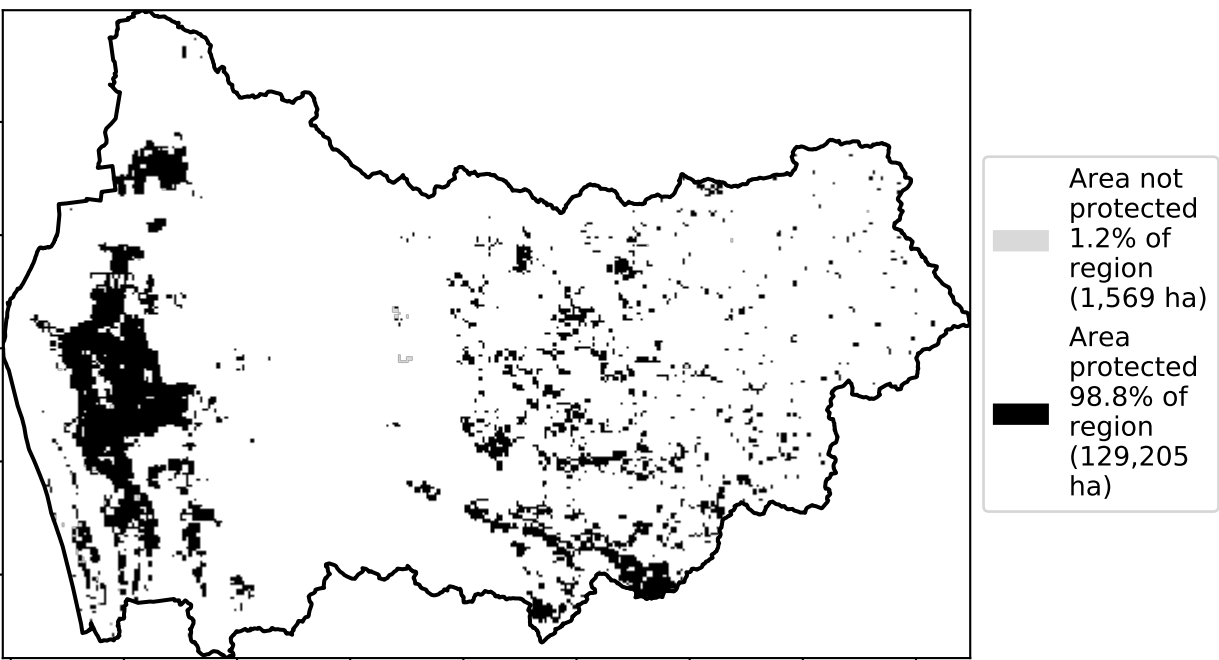 Area not
protected
1.2% of
region
(1,569 ha)
Area
protected
98.8% of
region
(129,205
ha)